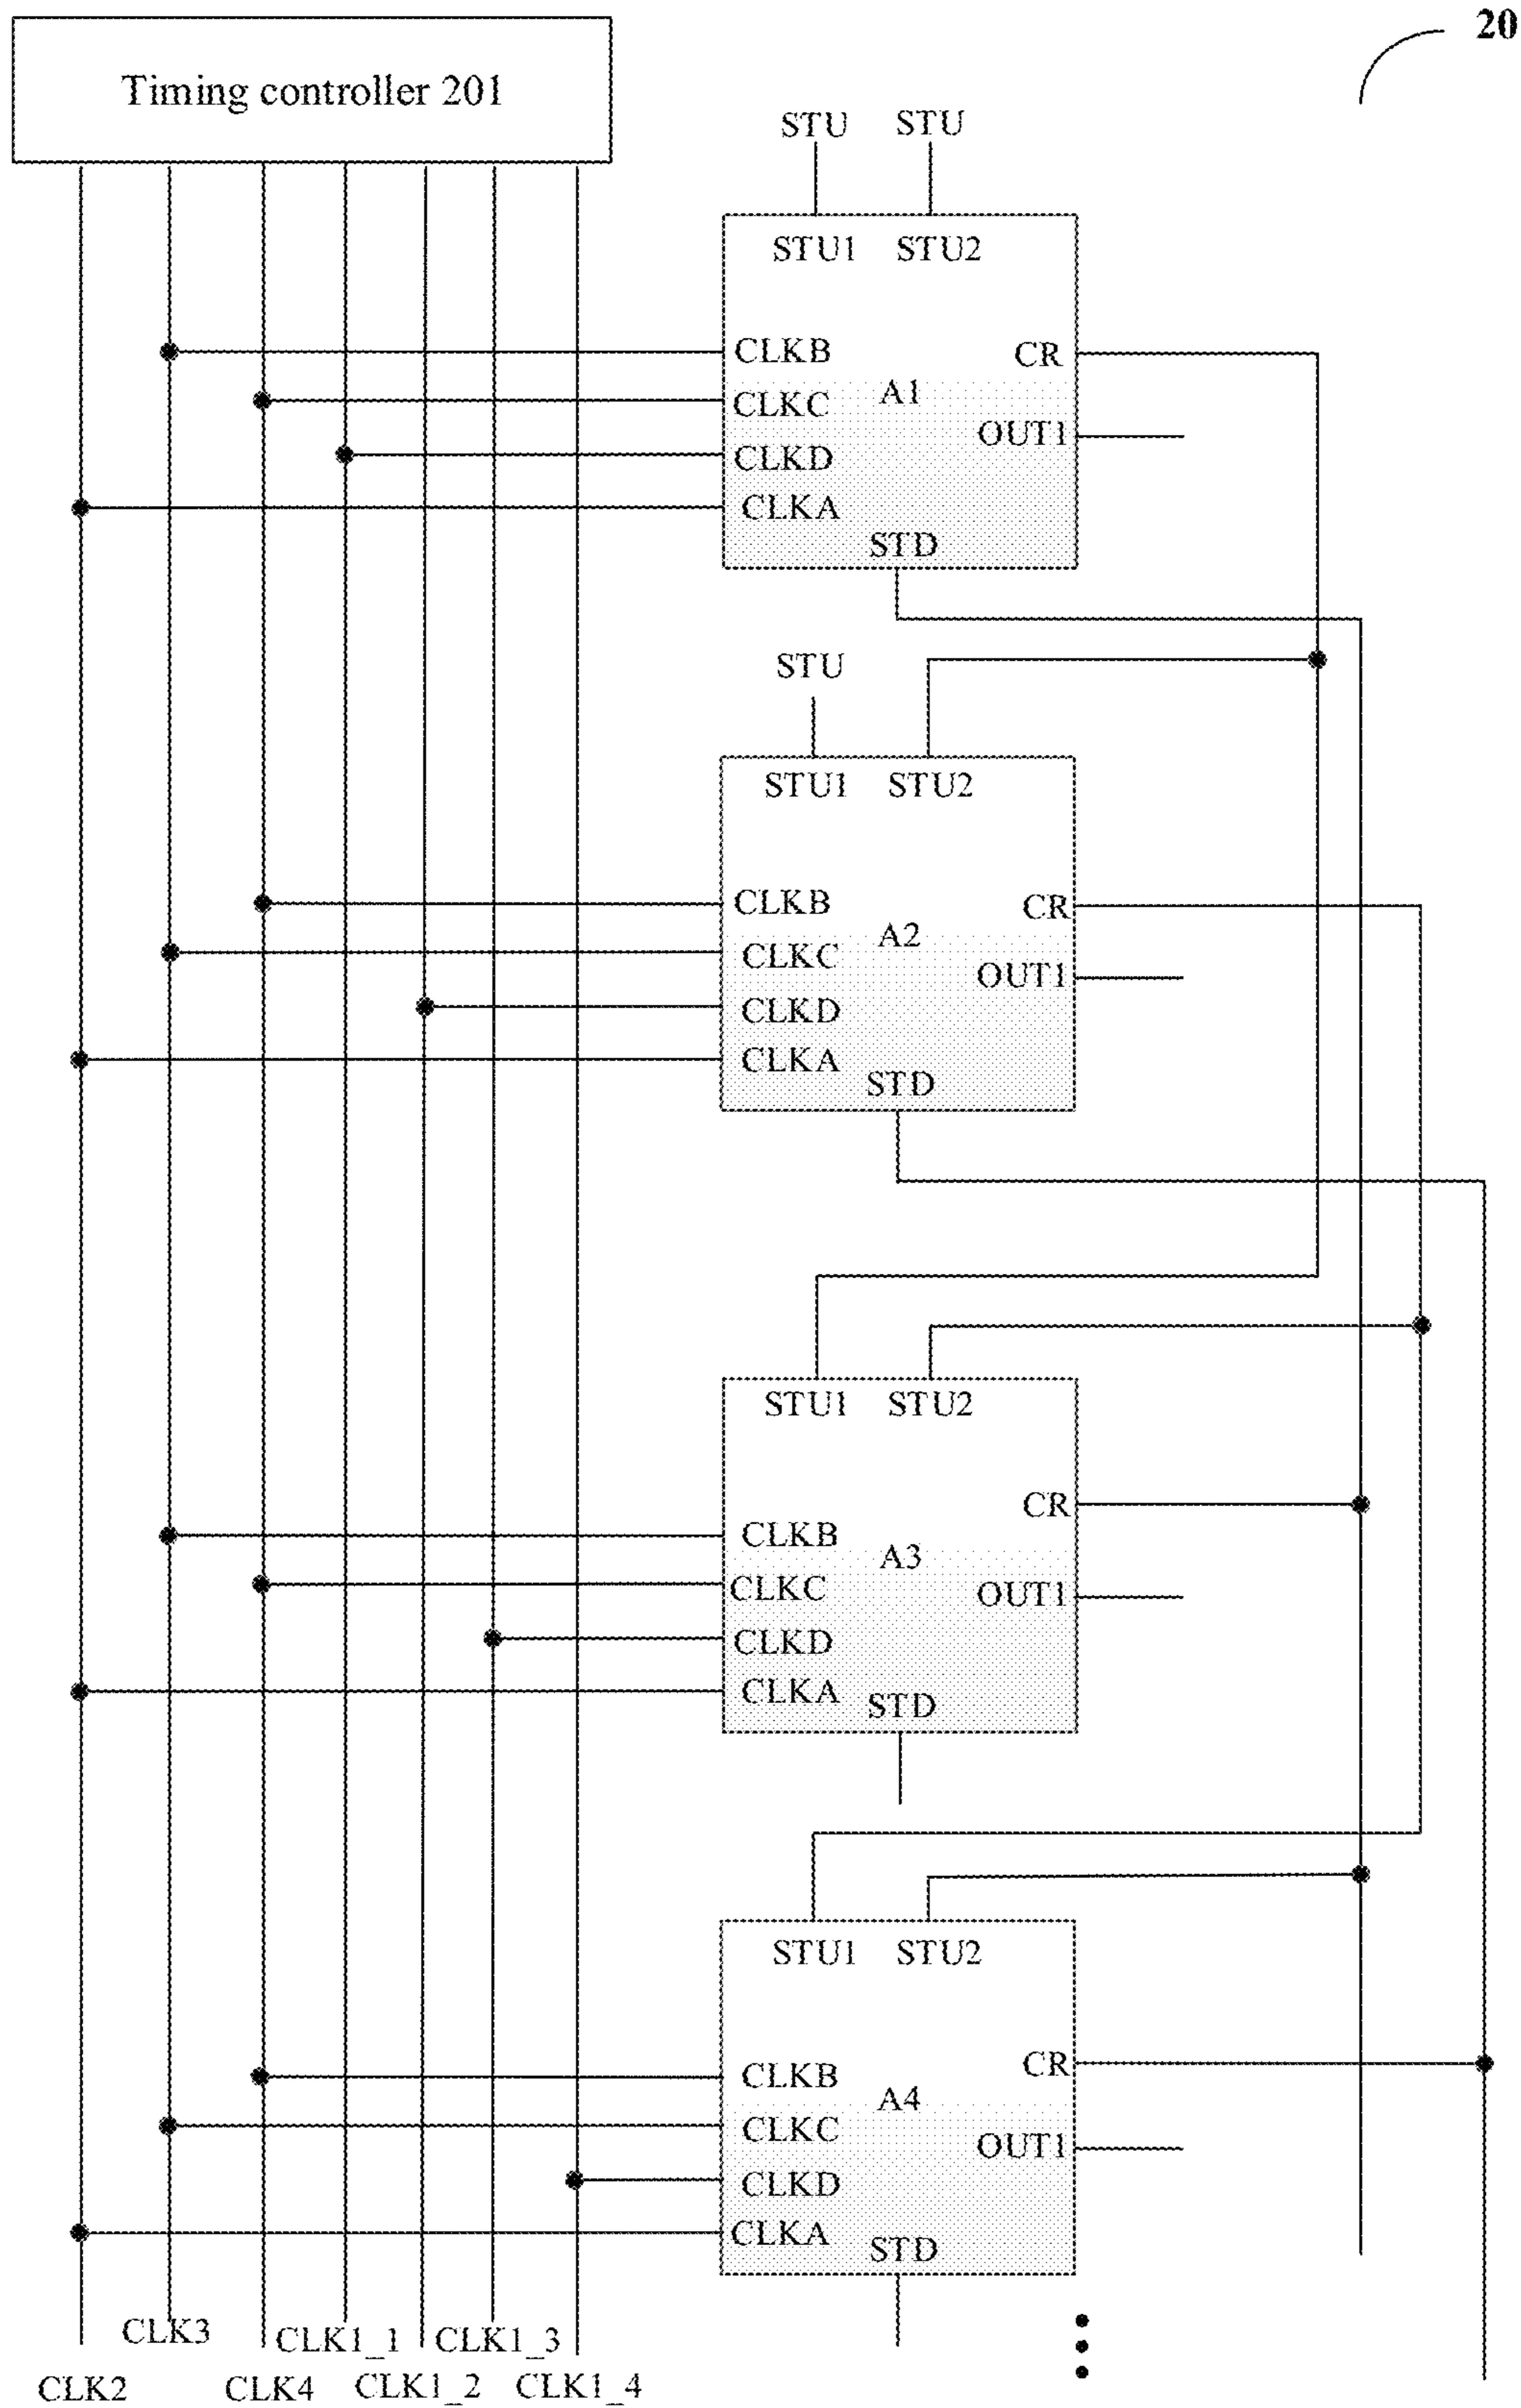 20
Timing controller 201
STU STU
STU1 STU2
CLKB CR
A1
CLKC
OUT1
CLKD
CLKA
STD
STU
STU1 STU2
CLKB CR
A2
CLKC
OUT1
CLKD
CLKA
STD
STU1 STU2
CR
CLKB
A3
CLKC
OUT1
CLKD
CLKA
STD
STU1 STU2
CR
CLKB
A4
CLKC
OUT1
CLKD
CLKA
STD
CLK3 CLK1_1 CLK1_3
CLK2 CLK4 CLK1_2 CLK1_4